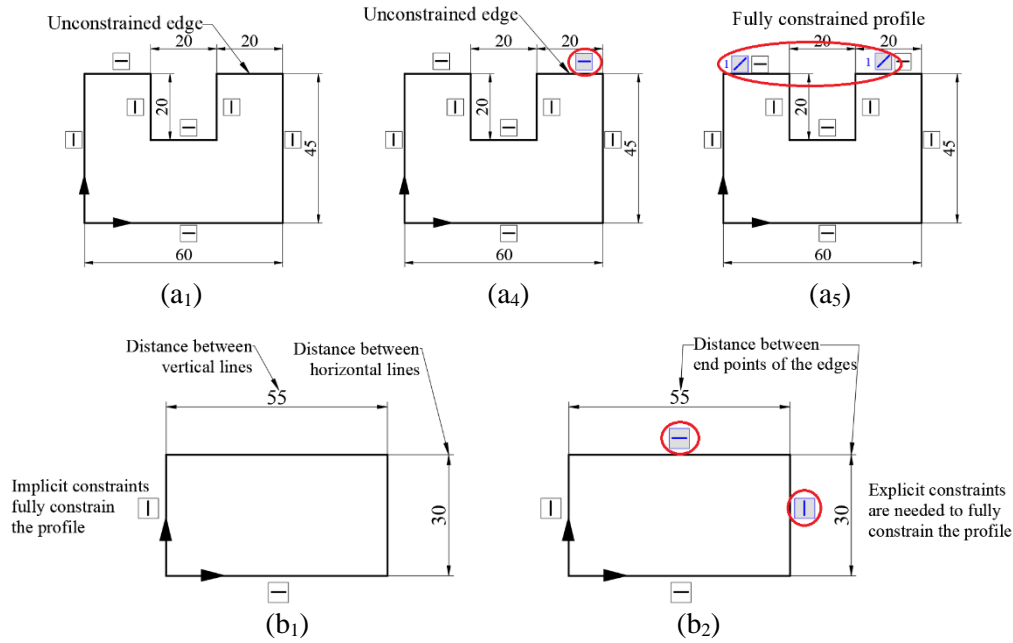 Unconstrained edge
20
20
20
45
60
(a1)
Unconstrained edge
20
20
20
45
60
(a4)
Fully constrained profile
20
20
1
1
20
45
60
(a5)
Distance between
vertical lines
Distance between
horizontal lines
55
Implicit constraints
fully constrain
the profile
30
(b1)
Distance between
end points of the edges
55
30
Explicit constraints
are needed to fully
constrain the profile
(b2)